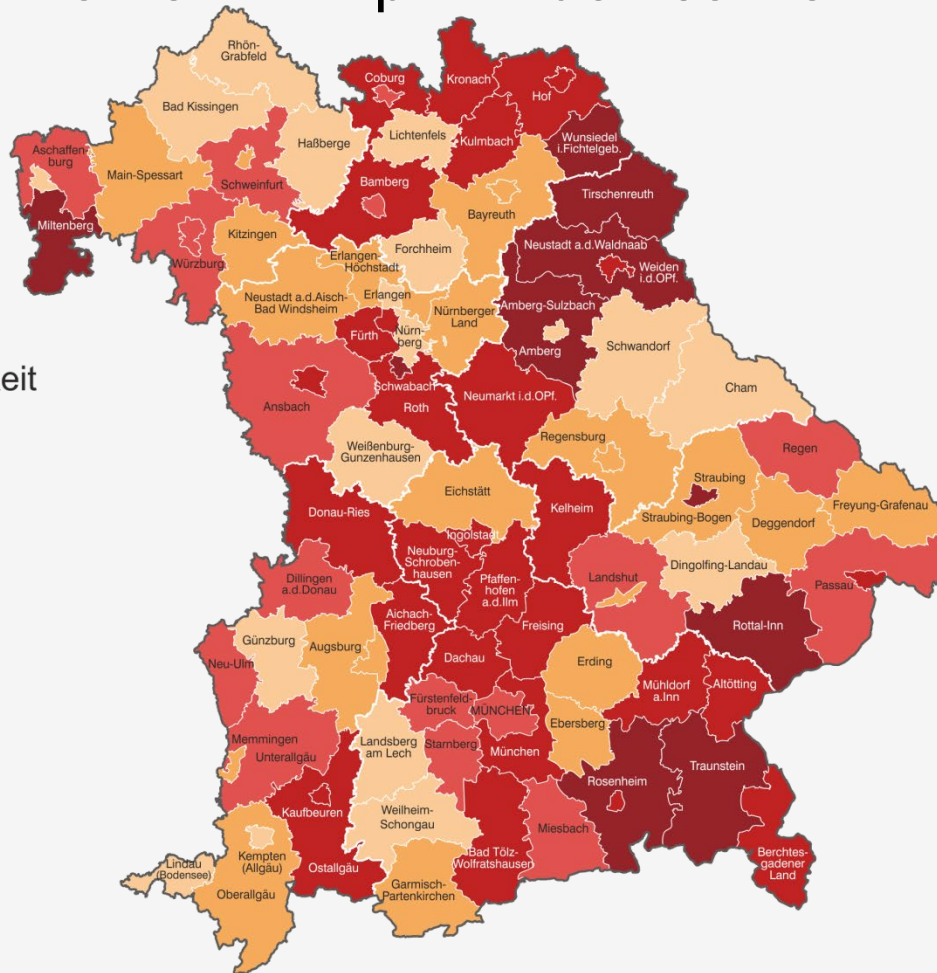 Rhön-
Grabfeld
Coburg
Kronach
Hof
Bad Kissingen
Lichtenfels
Haßberge
Kulmbach
Wunsiedel
i.Fichtelgeb.
Aschaffen-
burg
Main-Spessart
Schweinfurt
Bamberg
Bayreuth
Tirschenreuth
Miltenberg
Kitzingen
Forchheim
Neustadt a.d.Waldnaab
Würzburg
Erlangen-
Höchstadt
Weiden
i.d.OPf.
Neustadt a.d.Aisch-
Bad Windsheim
Erlangen
Nürnberger
Land
Amberg-Sulzbach
Fürth
Nürn-
berg
Amberg
Schwandorf
eit
Schwabach
Cham
Ansbach
Roth
Neumarkt i.d.OPf.
Weißenburg-
Gunzenhausen
Regensburg
Regen
Eichstätt
Straubing
Donau-Ries
Kelheim
Straubing-Bogen
Deggendorf
Freyung-Grafenau
Ingolstadt
Neuburg-
Schroben-
hausen
Dingolfing-Landau
Dillingen
a.d.Donau
Pfaffen-
hofen
a.d.Ilm
Landshut
Passau
Aichach-
Friedberg
Freising
Rottal-Inn
Günzburg
Augsburg
Neu-Ulm
Dachau
Erding
Mühldorf
a.Inn
Altötting
Fürstenfeld-
bruck
MÜNCHEN
Ebersberg
Memmingen
Unterallgäu
Landsberg
am Lech
Starnberg
München
Rosenheim
Traunstein
Kaufbeuren
Weilheim-
Schongau
Miesbach
Lindau
(Bodensee)
Kempten
(Allgäu)
Ostallgäu
Bad Tölz-
Wolfratshausen
Berchtes-
gadener
Land
Oberallgäu
Garmisch-
Partenkirchen